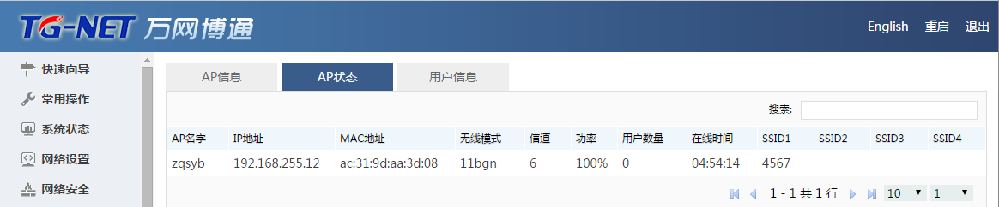 TG-NET 万网博通
English 重启 退出
快速向导
常用操作
系统状态
网络设置
网络安全
AP信息 AP状态 用户信息
搜索:
AP名字 IP地址 MAC地址 无线模式 信道 功率 用户数量 在线时间 SSID1 SSID2 SSID3 SSID4
zqsyb 192.168.255.12 ac:31:9d:aa:3d:08 11bgn 6 100% 0 04:54:14 4567
1 - 1 共 1 行 10 1